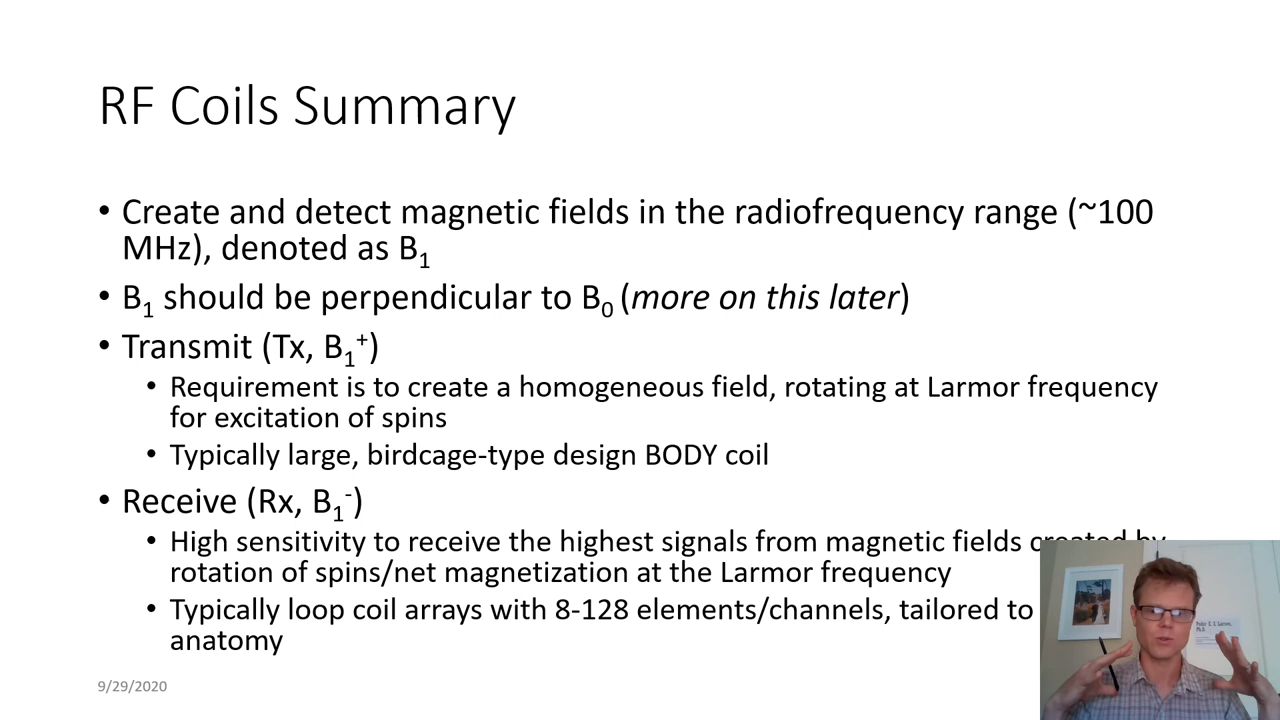 RF Coils Summary
• Create and detect magnetic fields in the radiofrequency range (~100
MHz), denoted as B₁
• B₁ should be perpendicular to B₀ (more on this later)
• Transmit (Tx, B₁⁺)
• Requirement is to create a homogeneous field, rotating at Larmor frequency
for excitation of spins
• Typically large, birdcage-type design BODY coil
• Receive (Rx, B₁⁻)
• High sensitivity to receive the highest signals from magnetic fields created by
rotation of spins/net magnetization at the Larmor frequency
• Typically loop coil arrays with 8-128 elements/channels, tailored to
anatomy
9/29/2020